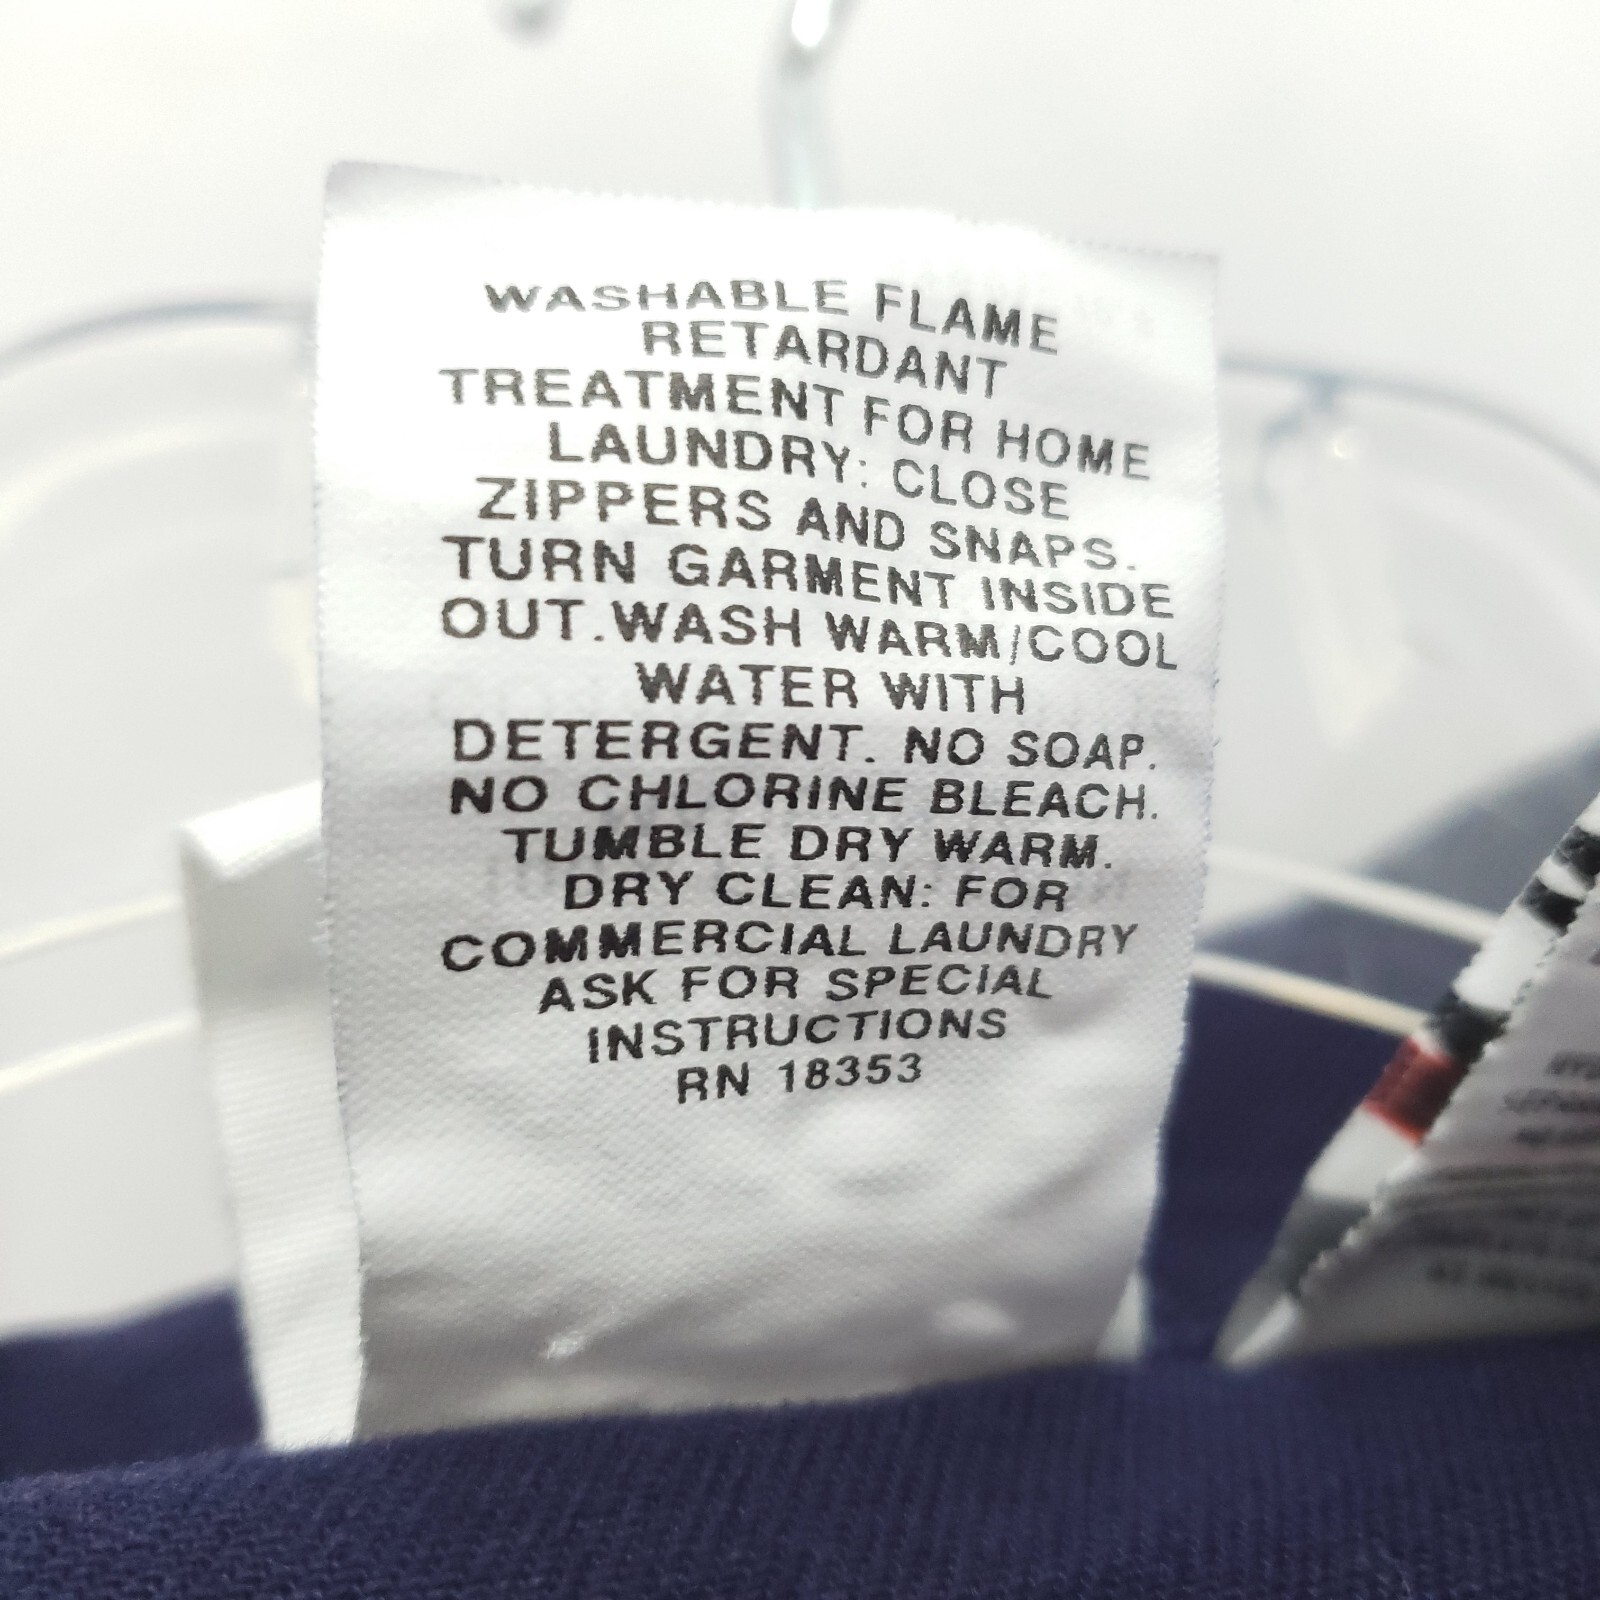 WASHABLE FLAME
RETARDANT
TREATMENT FOR HOME
LAUNDRY: CLOSE
ZIPPERS AND SNAPS.
TURN GARMENT INSIDE
OUT.WASH WARM/COOL
WATER WITH
DETERGENT. NO SOAP.
NO CHLORINE BLEACH.
TUMBLE DRY WARM.
DRY CLEAN: FOR
COMMERCIAL LAUNDRY
ASK FOR SPECIAL
INSTRUCTIONS
RN 18353